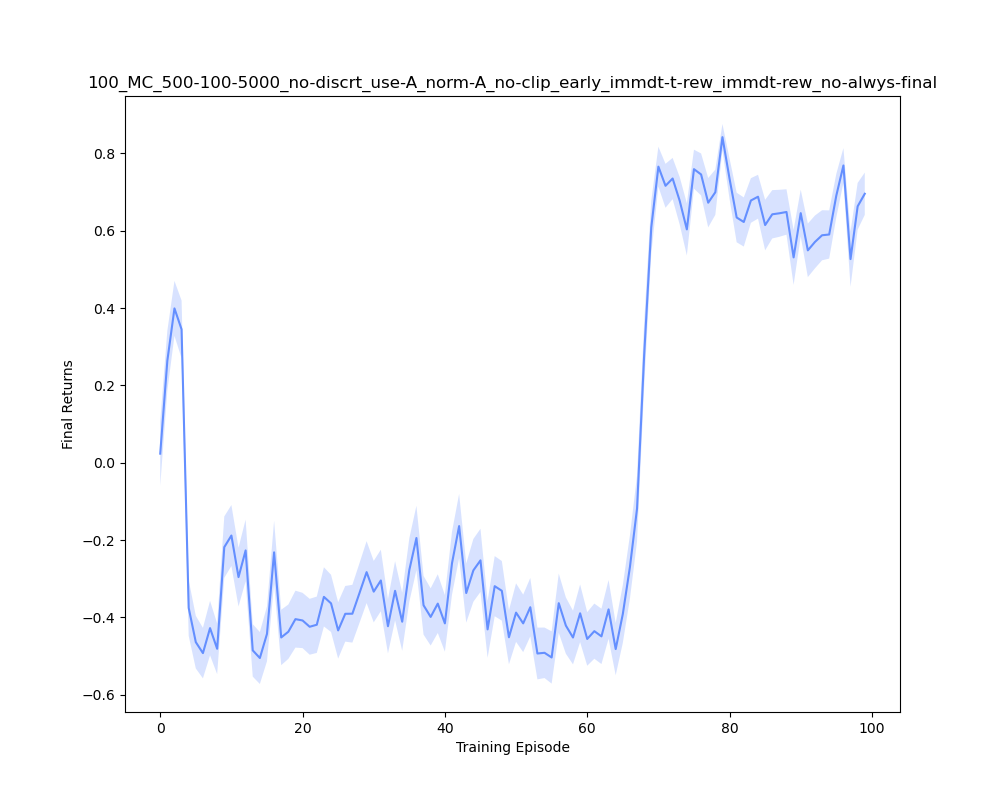 100_MC_500-100-5000_no-discrt_use-A_norm-A_no-clip_early_immdt-t-rew_immdt-rew_no-alwys-final
0.8
0.6
0.4
0.2
0.0
−0.2
−0.4
−0.6
Final Returns
0 20 40 60 80 100
Training Episode